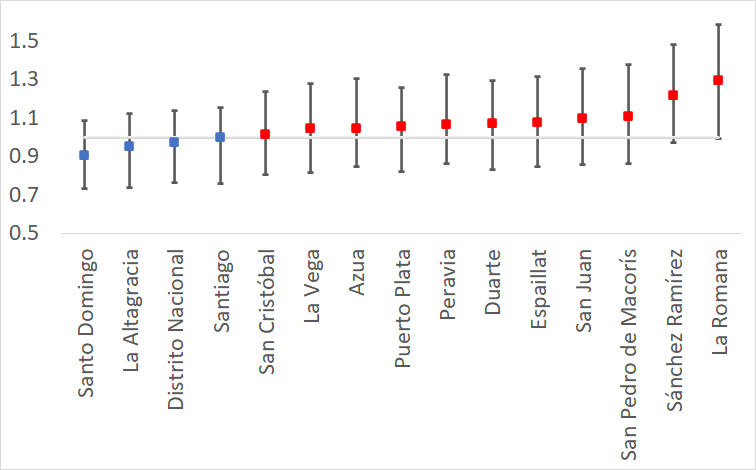 1.5
1.3
1.1
0.9
0.7
0.5
Santo Domingo
La Altagracia
Distrito Nacional
Santiago
San Cristóbal
La Vega
Azua
Puerto Plata
Peravia
Duarte
Espaillat
San Juan
San Pedro de Macorís
Sánchez Ramírez
La Romana